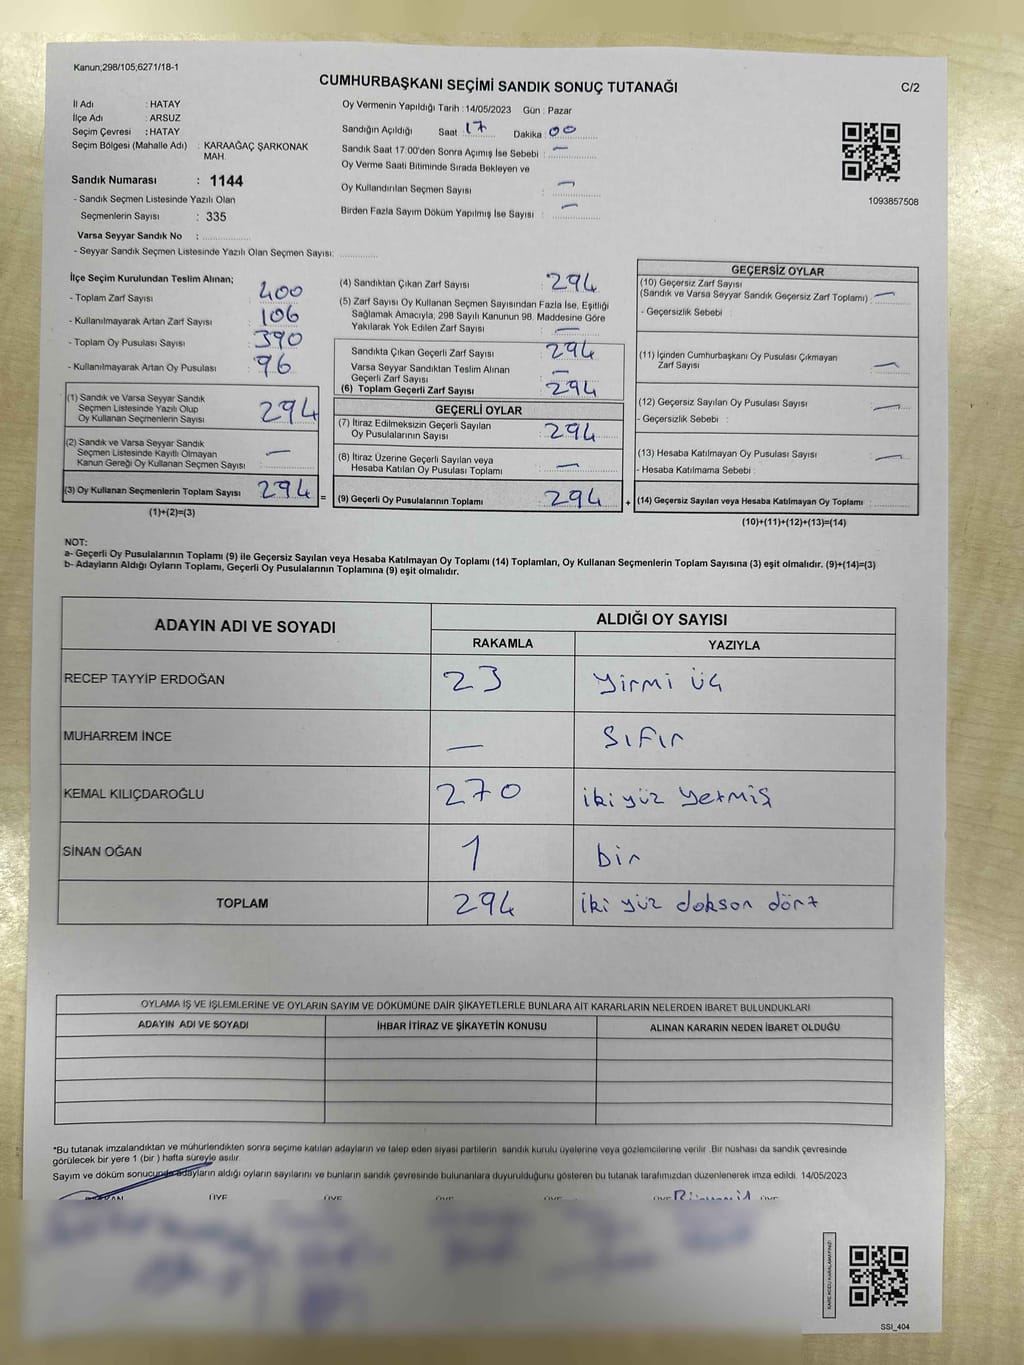 Kanun;298/105;6271/18-1
CUMHURBAŞKANI SEÇİMİ SANDIK SONUÇ TUTANAĞI
C/2
İl Adı : HATAY
İlçe Adı : ARSUZ
Seçim Çevresi : HATAY
Seçim Bölgesi (Mahalle Adı) : KARAAĞAÇ ŞARKONAK
MAH.
Sandık Numarası : 1144
- Sandık Seçmen Listesinde Yazılı Olan
Seçmenlerin Sayısı : 335
Varsa Seyyar Sandık No : ..............
- Seyyar Sandık Seçmen Listesinde Yazılı Olan Seçmen Sayısı: ..............
Oy Vermenin Yapıldığı Tarih : 14/05/2023 Gün : Pazar
Sandığın Açıldığı Saat 17 Dakika : 00
Sandık Saat 17:00'den Sonra Açımış İse Sebebi : —
Oy Verme Saati Bitiminde Sırada Bekleyen ve
Oy Kullandırılan Seçmen Sayısı : —
Birden Fazla Sayım Döküm Yapılmış İse Sayısı : —
1093857508
İlçe Seçim Kurulundan Teslim Alınan;
- Toplam Zarf Sayısı : 400
- Kullanılmayarak Artan Zarf Sayısı : 106
- Toplam Oy Pusulası Sayısı : 390
- Kullanılmayarak Artan Oy Pusulası : 96
(1) Sandık ve Varsa Seyyar Sandık
Seçmen Listesinde Yazılı Olup
Oy Kullanan Seçmenlerin Sayısı : 294
(2) Sandık ve Varsa Seyyar Sandık
Seçmen Listesinde Kayıtlı Olmayan
Kanun Gereği Oy Kullanan Seçmen Sayısı : —
(3) Oy Kullanan Seçmenlerin Toplam Sayısı : 294 =
(1)+(2)=(3)
(4) Sandıktan Çıkan Zarf Sayısı : 294
(5) Zarf Sayısı Oy Kullanan Seçmen Sayısından Fazla İse, Eşitliği
Sağlamak Amacıyla, 298 Sayılı Kanunun 98. Maddesine Göre
Yakılarak Yok Edilen Zarf Sayısı : —
Sandıkta Çıkan Geçerli Zarf Sayısı : 294
Varsa Seyyar Sandıktan Teslim Alınan
Geçerli Zarf Sayısı : —
(6) Toplam Geçerli Zarf Sayısı : 294
GEÇERLİ OYLAR
(7) İtiraz Edilmeksizin Geçerli Sayılan
Oy Pusulalarının Sayısı : 294
(8) İtiraz Üzerine Geçerli Sayılan veya
Hesaba Katılan Oy Pusulası Toplamı : —
(9) Geçerli Oy Pusulalarının Toplamı : 294 +
GEÇERSİZ OYLAR
(10) Geçersiz Zarf Sayısı
(Sandık ve Varsa Seyyar Sandık Geçersiz Zarf Toplamı) : —
- Geçersizlik Sebebi :
(11) İçinden Cumhurbaşkanı Oy Pusulası Çıkmayan
Zarf Sayısı : —
(12) Geçersiz Sayılan Oy Pusulası Sayısı : —
- Geçersizlik Sebebi :
(13) Hesaba Katılmayan Oy Pusulası Sayısı : —
- Hesaba Katılmama Sebebi :
(14) Geçersiz Sayılan veya Hesaba Katılmayan Oy Toplamı : ..............
(10)+(11)+(12)+(13)=(14)
NOT:
a- Geçerli Oy Pusulalarının Toplamı (9) ile Geçersiz Sayılan veya Hesaba Katılmayan Oy Toplamı (14) Toplamları, Oy Kullanan Seçmenlerin Toplam Sayısına (3) eşit olmalıdır. (9)+(14)=(3)
b- Adayların Aldığı Oyların Toplamı, Geçerli Oy Pusulalarının Toplamına (9) eşit olmalıdır.
ADAYIN ADI VE SOYADI ALDIĞI OY SAYISI
RAKAMLA YAZIYLA
RECEP TAYYİP ERDOĞAN 23 Yirmi üç
MUHARREM İNCE — Sıfır
KEMAL KILIÇDAROĞLU 270 iki yüz yetmiş
SİNAN OĞAN 1 bir
TOPLAM 294 iki yüz dokson dört
OYLAMA İŞ VE İŞLEMLERİNE VE OYLARIN SAYIM VE DÖKÜMÜNE DAİR ŞİKAYETLERLE BUNLARA AİT KARARLARIN NELERDEN İBARET BULUNDUKLARI
ADAYIN ADI VE SOYADI İHBAR İTİRAZ VE ŞİKAYETİN KONUSU ALINAN KARARIN NEDEN İBARET OLDUĞU
*Bu tutanak imzalandıktan ve mühürlendikten sonra seçime katılan adayların ve talep eden siyasi partilerin sandık kurulu üyelerine veya gözlemcilerine verilir. Bir nüshası da sandık çevresinde
görülecek bir yere 1 (bir ) hafta süreyle asılır.
Sayım ve döküm sonucunda adayların aldığı oyların sayılarını ve bunların sandık çevresinde bulunanlara duyurulduğunu gösteren bu tutanak tarafımızdan düzenlenerek imza edildi. 14/05/2023
ÜYE ÜYE ÜYE ÜYE ÜYE ÜYE
SSİ_404